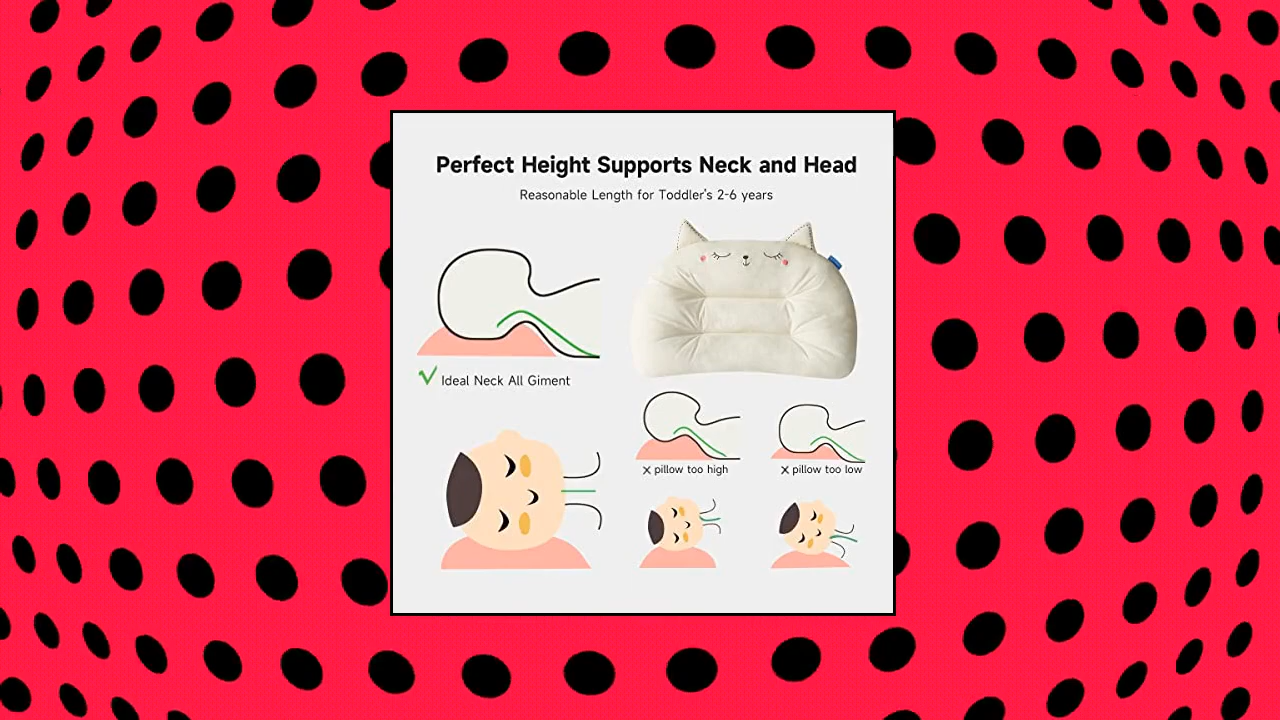 Perfect Height Supports Neck and Head
Reasonable Length for Toddler's 2-6 years
Ideal Neck All Giment
pillow too high
pillow too low